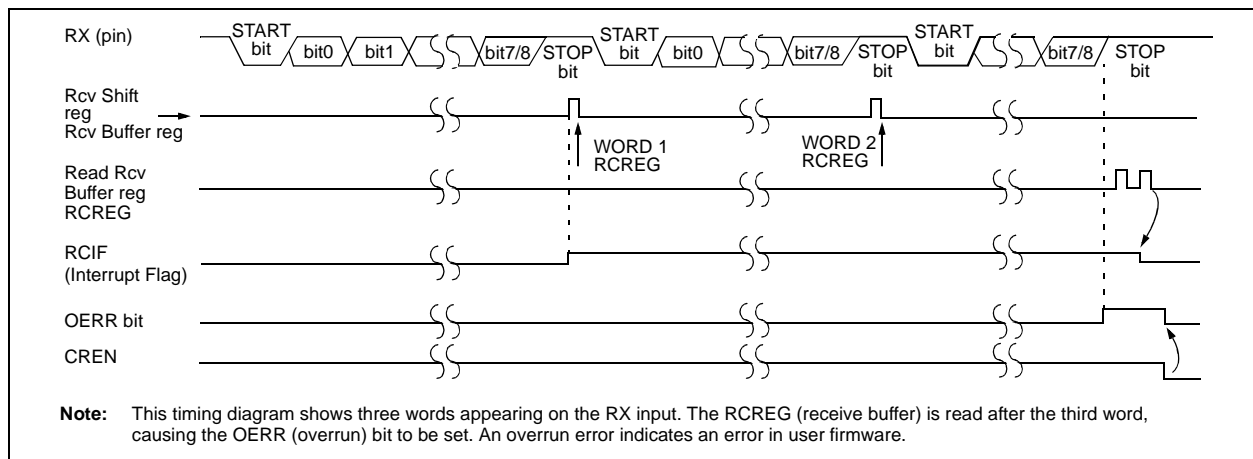 RX (pin)
START
bit
bit0
bit1
bit7/8
STOP
bit
START
bit
bit0
bit7/8
STOP
bit
START
bit
bit7/8
STOP
bit
Rcv Shift
reg
Rcv Buffer reg
WORD 1
RCREG
WORD 2
RCREG
Read Rcv
Buffer reg
RCREG
RCIF
(Interrupt Flag)
OERR bit
CREN
Note: This timing diagram shows three words appearing on the RX input. The RCREG (receive buffer) is read after the third word,
causing the OERR (overrun) bit to be set. An overrun error indicates an error in user firmware.